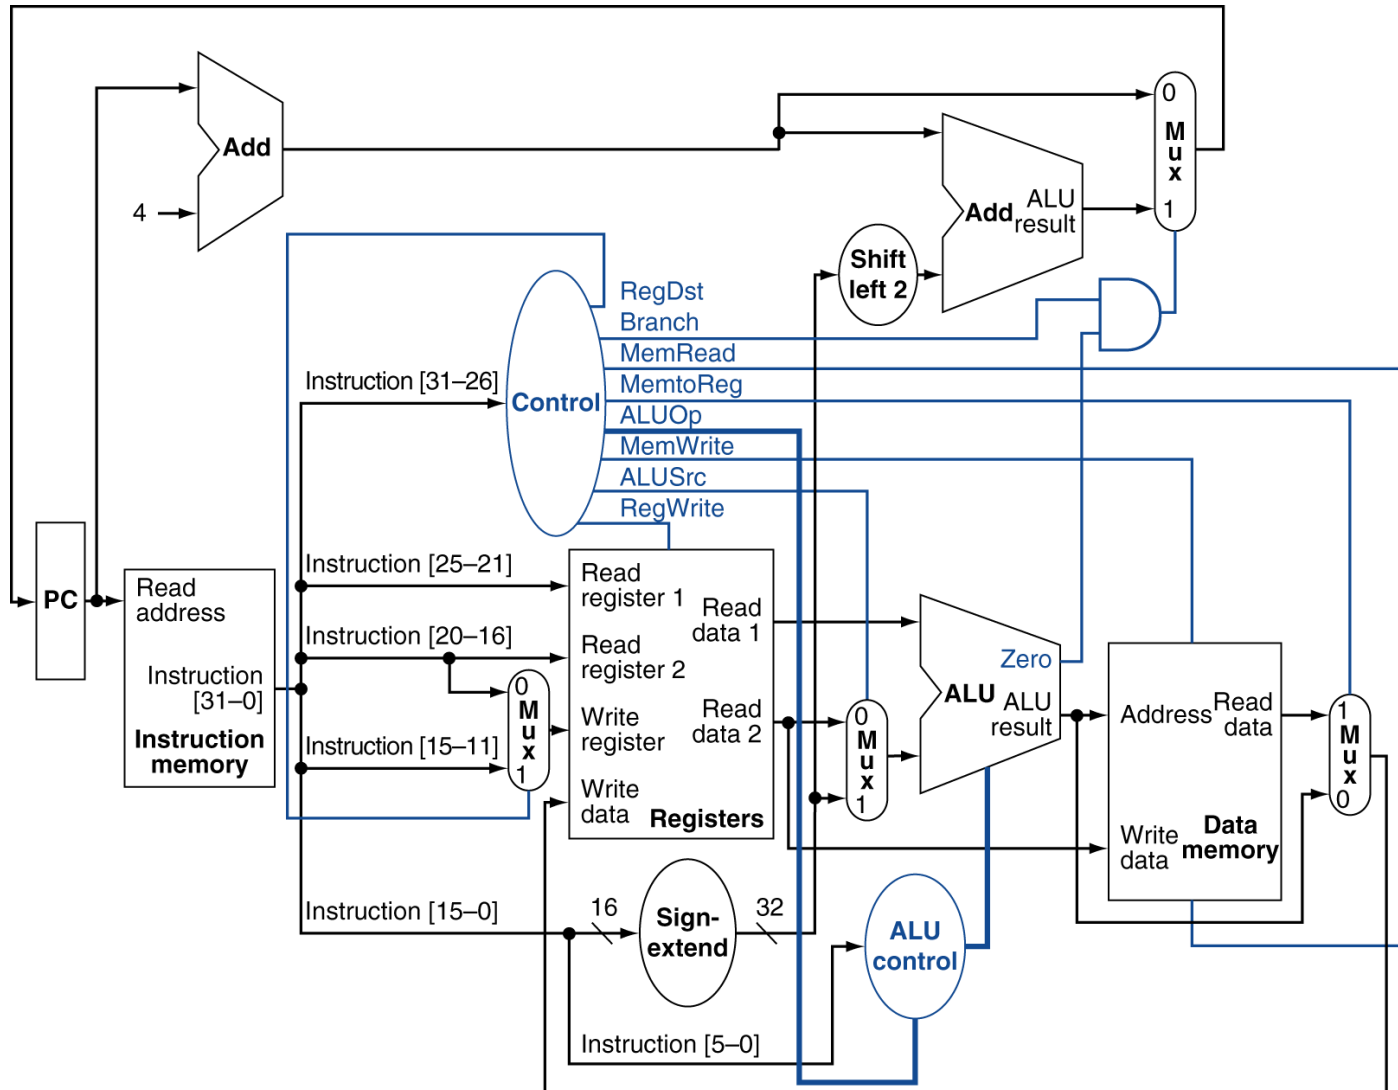 0
M
u
x
1
Add
4
Add
ALU
result
Shift
left 2
RegDst
Branch
MemRead
MemtoReg
ALUOp
MemWrite
ALUSrc
RegWrite
Control
Instruction [31–26]
Instruction [25–21]
Instruction [20–16]
Instruction [15–11]
Instruction [15–0]
Instruction [5–0]
PC
Read
address
Instruction
[31–0]
Instruction
memory
0
M
u
x
1
Read
register 1
Read
register 2
Write
register
Write
data
Read
data 1
Read
data 2
Registers
0
M
u
x
1
Zero
ALU
ALU
result
Address
Read
data
Write
data
Data
memory
1
M
u
x
0
16
Sign-
extend
32
ALU
control